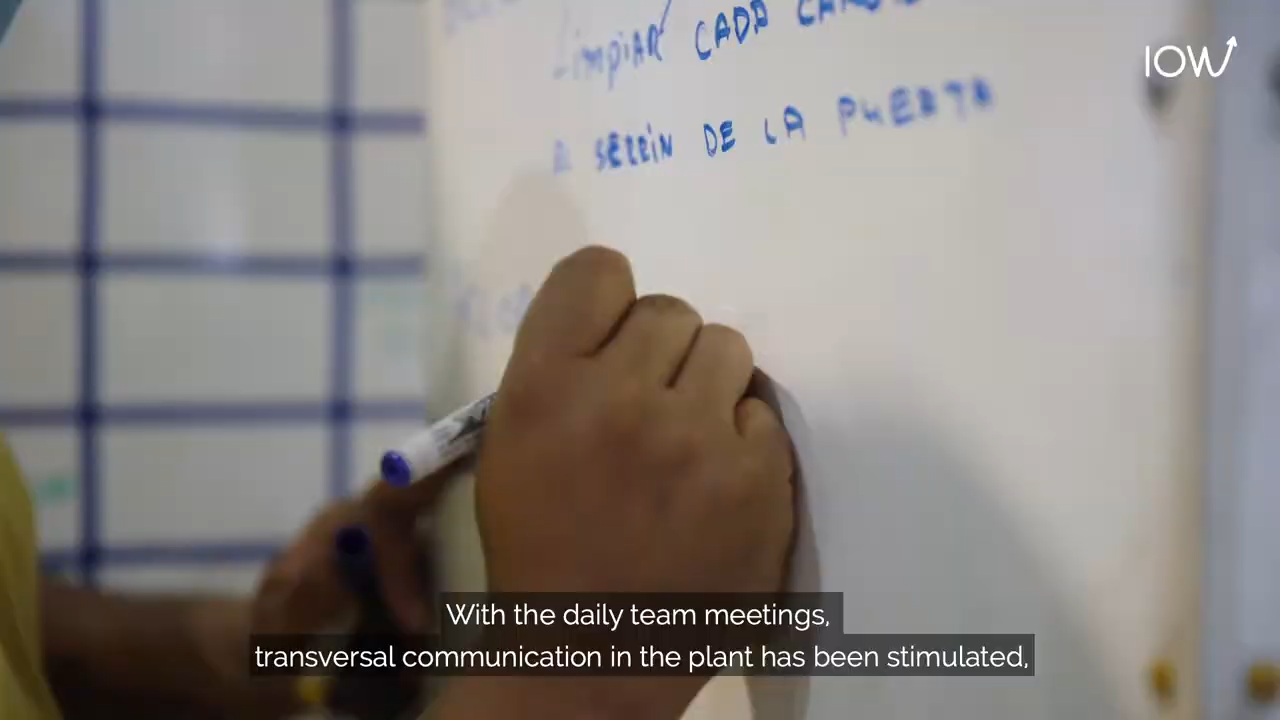 IOW
LIMPIAR CADA
SERRIN DE LA PUERTA
With the daily team meetings,
transversal communication in the plant has been stimulated,